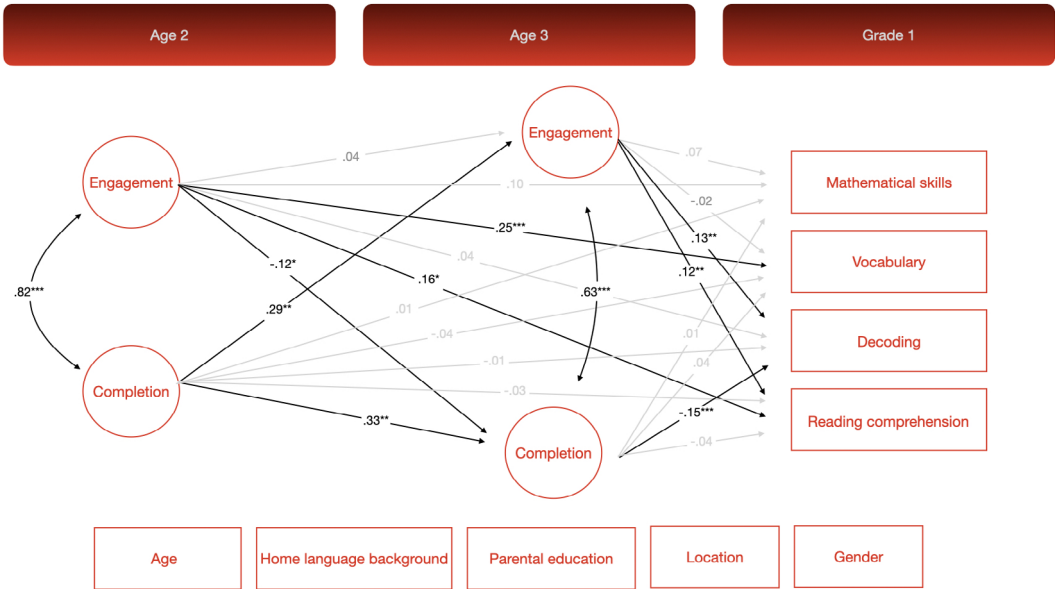 Age 2
Age 3
Grade 1
Engagement
Engagement
Completion
Completion
Mathematical skills
Vocabulary
Decoding
Reading comprehension
.82***
.04
.10
.25***
.04
-.12*
.16*
.29**
.01
-.04
-.01
-.03
.33**
.63***
.07
-.02
.13**
.12**
.01
.04
-.15***
-.04
Age
Home language background
Parental education
Location
Gender